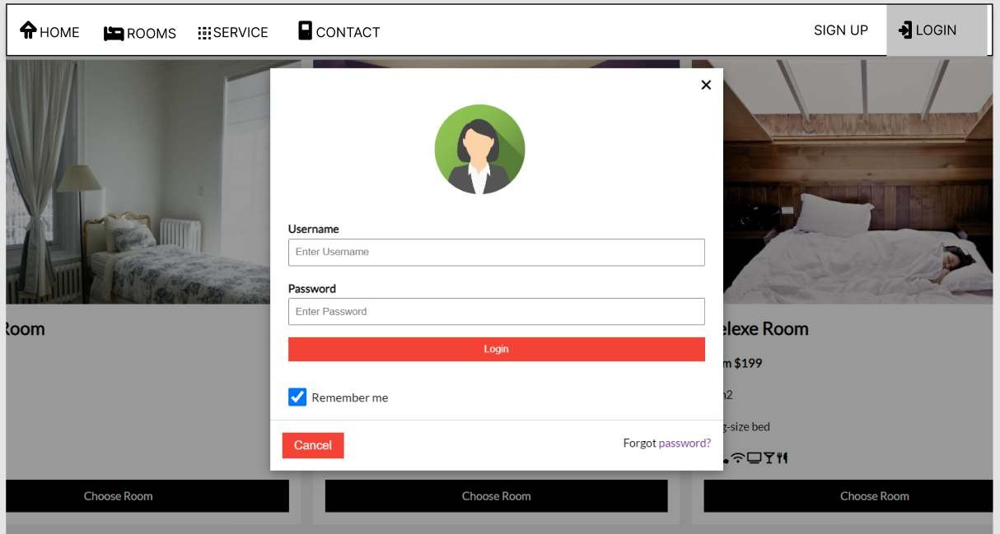 HOME ROOMS SERVICE CONTACT SIGN UP LOGIN
Username
Enter Username
Password
Enter Password
Login
Remember me
Cancel
Forgot password?
Room
elexe Room
m $199
m2
g-size bed
Choose Room
Choose Room
Choose Room